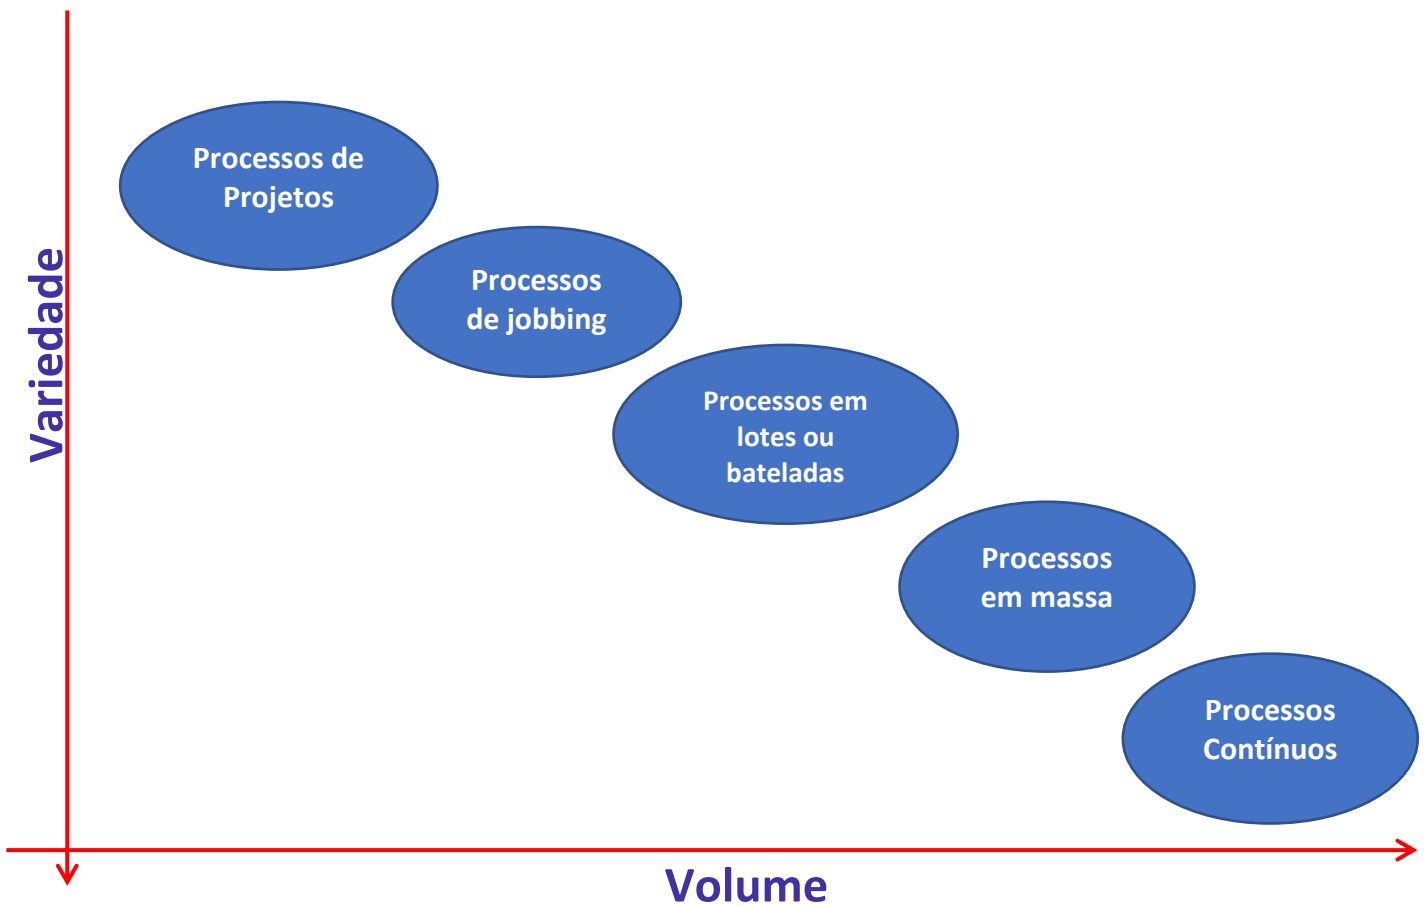 Processos de
Projetos
Variedade
Processos
de jobbing
Processos em
lotes ou
bateladas
Processos
em massa
Processos
Contínuos
Volume